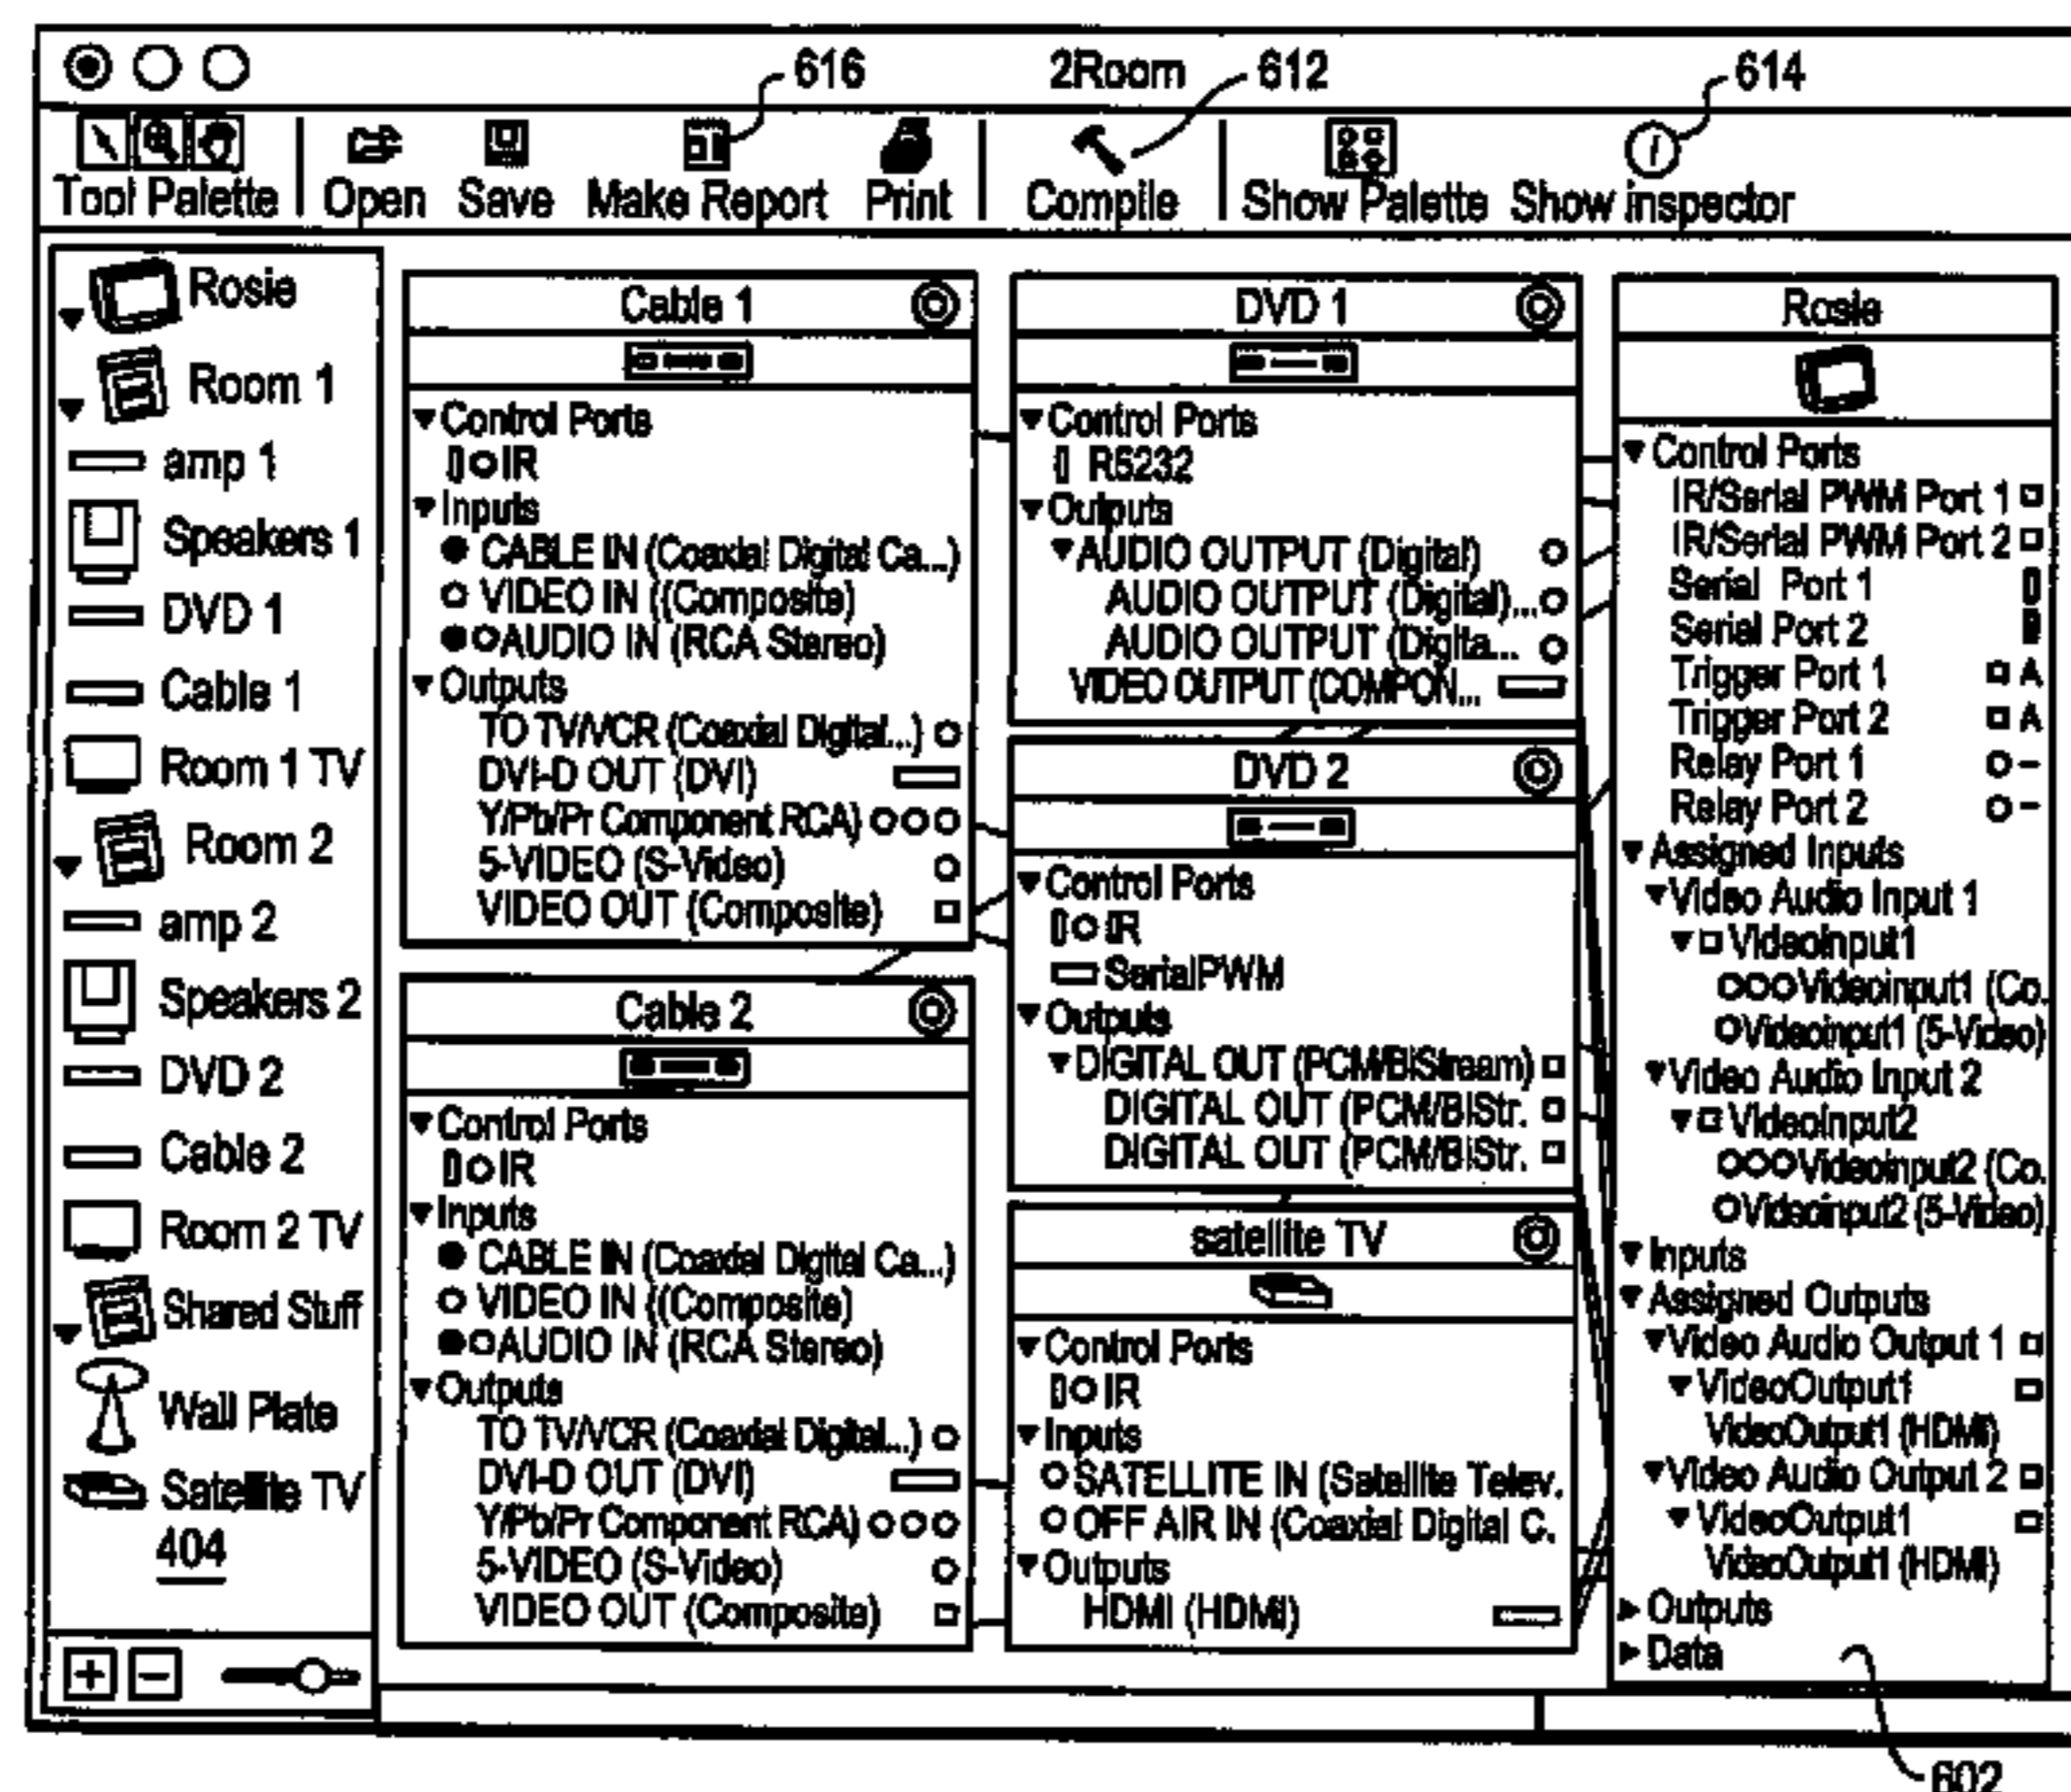 616
2Room
612
614
Tool Palette
Open
Save
Make Report
Print
Compile
Show Palette
Show inspector
Rosie
Room 1
amp 1
Speakers 1
DVD 1
Cable 1
Room 1 TV
Room 2
amp 2
Speakers 2
DVD 2
Cable 2
Room 2 TV
Shared Stuff
Wall Plate
Satellite TV
404
Cable 1
Control Ports
IR
Inputs
CABLE IN (Coaxial Digital Ca...)
VIDEO IN ((Composite)
AUDIO IN (RCA Stereo)
Outputs
TO TV/VCR (Coaxial Digital...)
DVI-D OUT (DVI)
Y/Pb/Pr Component RCA)
5-VIDEO (S-Video)
VIDEO OUT (Composite)
Cable 2
Control Ports
IR
Inputs
CABLE IN (Coaxial Digital Ca...)
VIDEO IN ((Composite)
AUDIO IN (RCA Stereo)
Outputs
TO TV/VCR (Coaxial Digital...)
DVI-D OUT (DVI)
Y/Pb/Pr Component RCA)
5-VIDEO (S-Video)
VIDEO OUT (Composite)
DVD 1
Control Ports
R5232
Outputs
AUDIO OUTPUT (Digital)
AUDIO OUTPUT (Digital)...
AUDIO OUTPUT (Digita...
VIDEO OUTPUT (COMPON...
DVD 2
Control Ports
IR
SerialPWM
Outputs
DIGITAL OUT (PCM/BIStream)
DIGITAL OUT (PCM/BIStr.
DIGITAL OUT (PCM/BIStr.
satellite TV
Control Ports
IR
Inputs
SATELLITE IN (Satellite Telev.
OFF AIR IN (Coaxial Digital C.
Outputs
HDMI (HDMI)
Rosie
Control Ports
IR/Serial PWM Port 1
IR/Serial PWM Port 2
Serial Port 1
Serial Port 2
Trigger Port 1 A
Trigger Port 2 A
Relay Port 1 -
Relay Port 2 -
Assigned Inputs
Video Audio Input 1
VideoInput1
Videoinput1 (Co.
Videoinput1 (5-Video)
Video Audio Input 2
VideoInput2
Videoinput2 (Co.
Videoinput2 (5-Video)
Inputs
Assigned Outputs
Video Audio Output 1
VideoOutput1
VideoOutput1 (HDMI)
Video Audio Output 2
VideoOutput1
VideoOutput1 (HDMI)
Outputs
Data
602